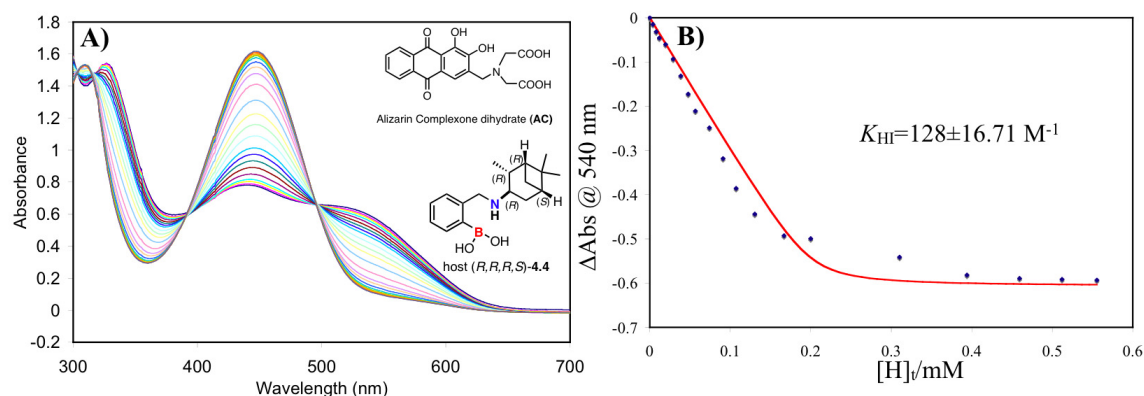 A)
1.8
1.6
1.4
1.2
1
0.8
0.6
0.4
0.2
0
-0.2
Absorbance
300
400
500
600
700
Wavelength (nm)
O
OH
OH
N
COOH
COOH
O
Alizarin Complexone dihydrate (AC)
H
(R)
(R)
N
H
(R)
(S)
H
B
HO
OH
host (R,R,R,S)-4.4
B)
0
-0.1
-0.2
-0.3
-0.4
-0.5
-0.6
-0.7
ΔAbs @ 540 nm
KHI=128±16.71 M-1
0
0.1
0.2
0.3
0.4
0.5
0.6
[H]t/mM